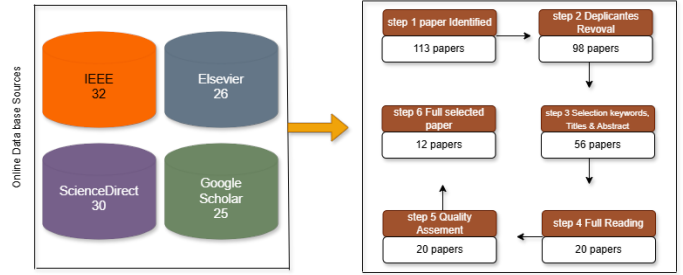 Online Data base Sources
IEEE
32
Elsevier
26
ScienceDirect
30
Google
Scholar
25
step 1 paper Identified
113 papers
step 2 Deplicantes
Revoval
98 papers
step 3 Selection keywords,
Titles & Abstract
56 papers
step 4 Full Reading
20 papers
step 5 Quality
Assement
20 papers
step 6 Full selected
paper
12 papers